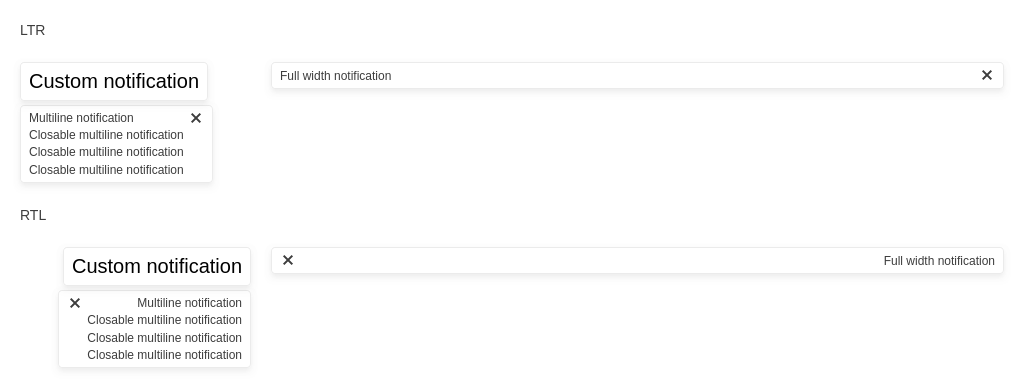 LTR
Custom notification
Multiline notification
Closable multiline notification
Closable multiline notification
Closable multiline notification
Full width notification
RTL
Custom notification
Multiline notification
Closable multiline notification
Closable multiline notification
Closable multiline notification
Full width notification